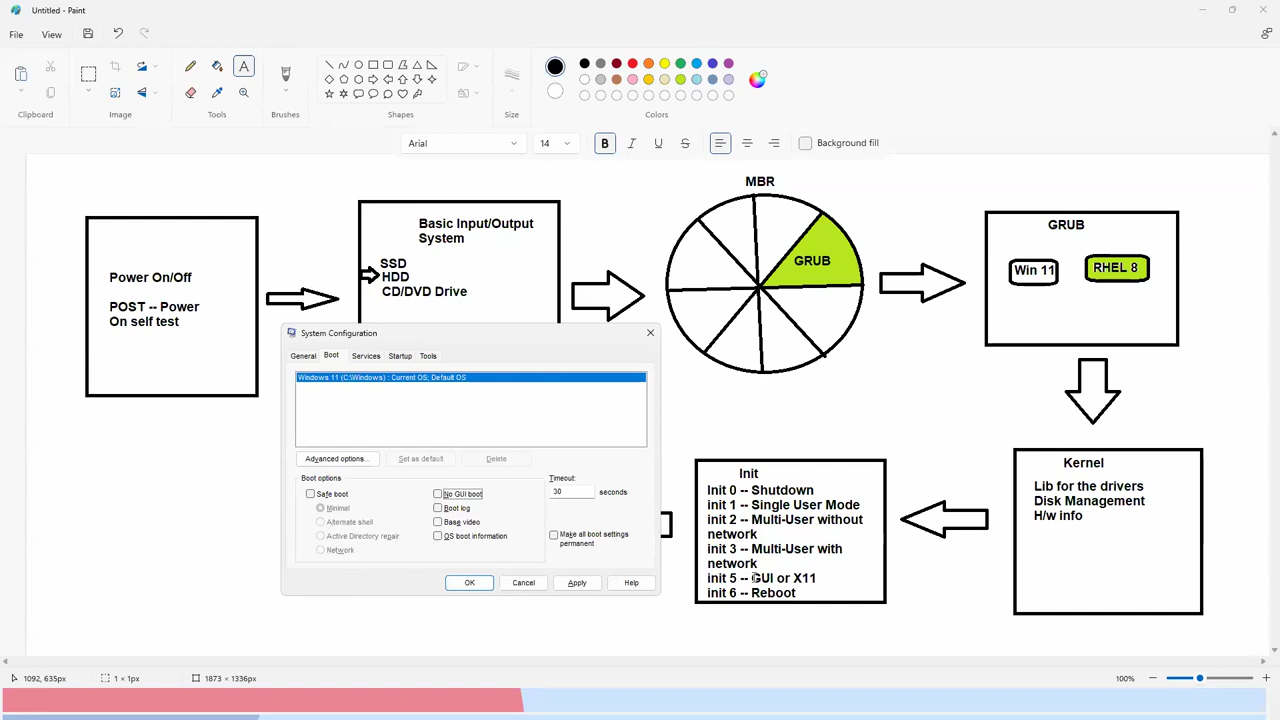 Untitled - Paint
File
View
Clipboard
Image
Tools
Brushes
Shapes
Size
Colors
Arial
14
B
I
U
S
Background fill
Power On/Off
POST -- Power
On self test
Basic Input/Output
System
SSD
HDD
CD/DVD Drive
MBR
GRUB
GRUB
Win 11
RHEL 8
Kernel
Lib for the drivers
Disk Management
H/w info
Init
Init 0 -- Shutdown
init 1 -- Single User Mode
init 2 -- Multi-User without
network
init 3 -- Multi-User with
network
init 5 -- GUI or X11
init 6 -- Reboot
System Configuration
General
Boot
Services
Startup
Tools
Windows 11 (C:\Windows) : Current OS; Default OS
Advanced options...
Set as default
Delete
Boot options
Safe boot
Minimal
Alternate shell
Active Directory repair
Network
No GUI boot
Boot log
Base video
OS boot information
Timeout:
30
seconds
Make all boot settings
permanent
OK
Cancel
Apply
Help
1092, 635px
1 × 1px
1873 × 1336px
100%